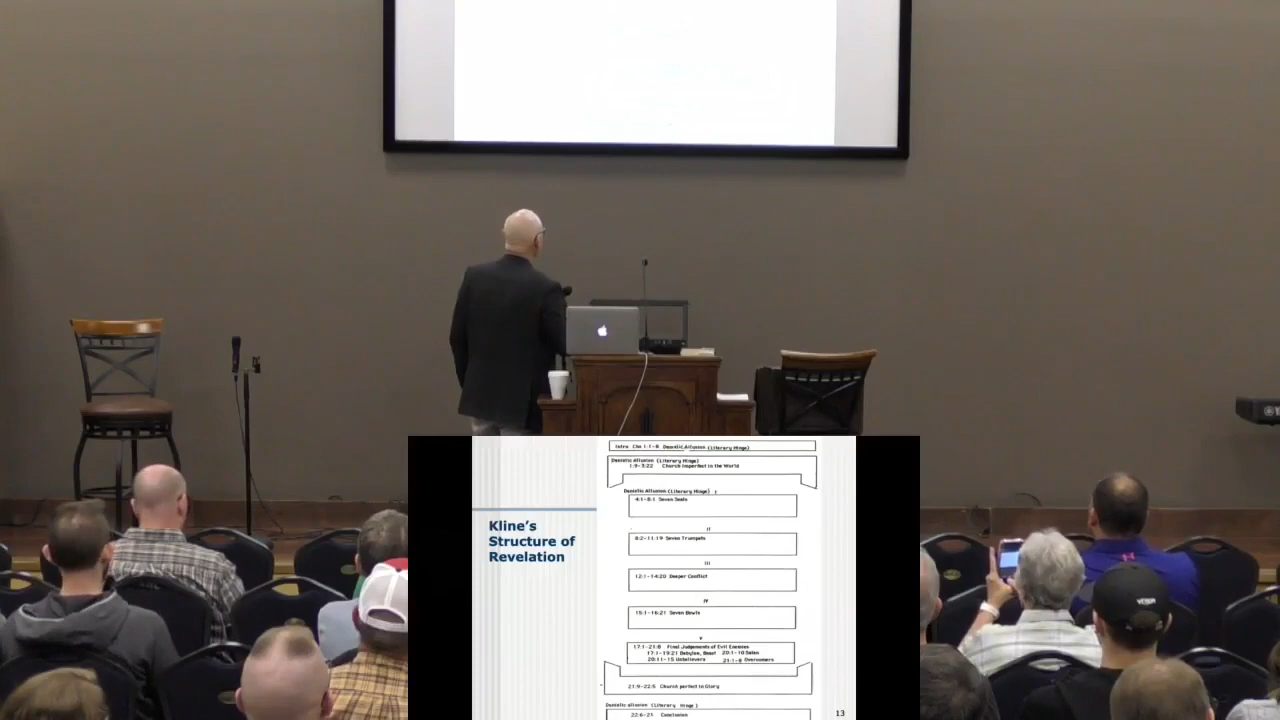 Intro Chs 1:1-8 Danielic Allusion (Literary Hinge)
Danielic Allusion (Literary Hinge)
1:9-3:22 Church Imperfect in the World
Danielic Allusion (Literary Hinge)
4:1-8:1 Seven Seals
II
8:2-11:19 Seven Trumpets
III
12:1-14:20 Deeper Conflict
IV
15:1-16:21 Seven Bowls
V
17:1-21:8 Final Judgements of Evil Enemies
17:1-19:21 Babylon, Beast 20:1-10 Satan
20:11-15 Unbelievers 21:1-8 Overcomers
21:9-22:5 Church perfect in Glory
Danielic allusion (Literary Hinge)
22:6-21 Conclusion
Kline's
Structure of
Revelation
13